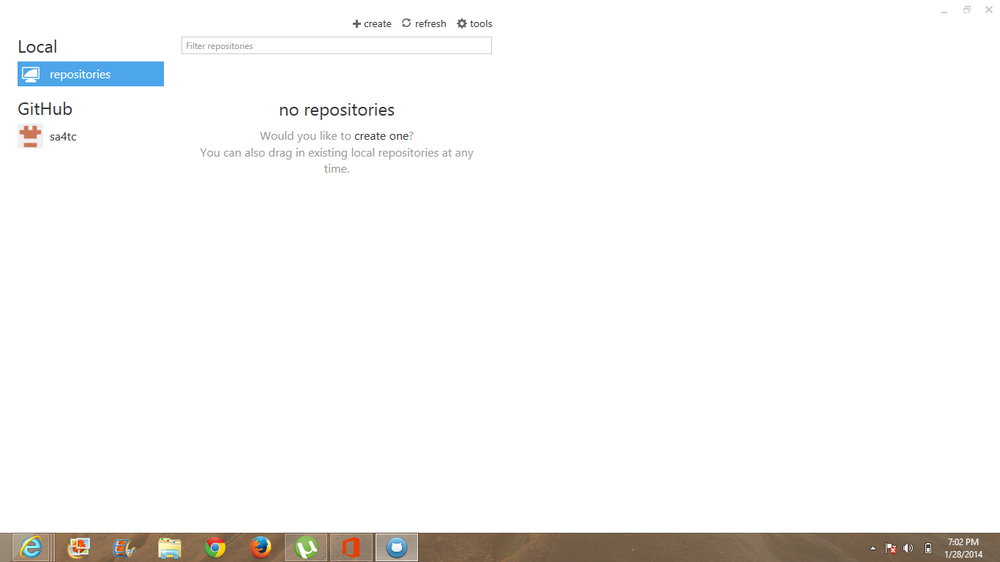 create refresh tools
Local
Filter repositories
repositories
GitHub
sa4tc
no repositories
Would you like to create one?
You can also drag in existing local repositories at any
time.
7:02 PM
1/28/2014